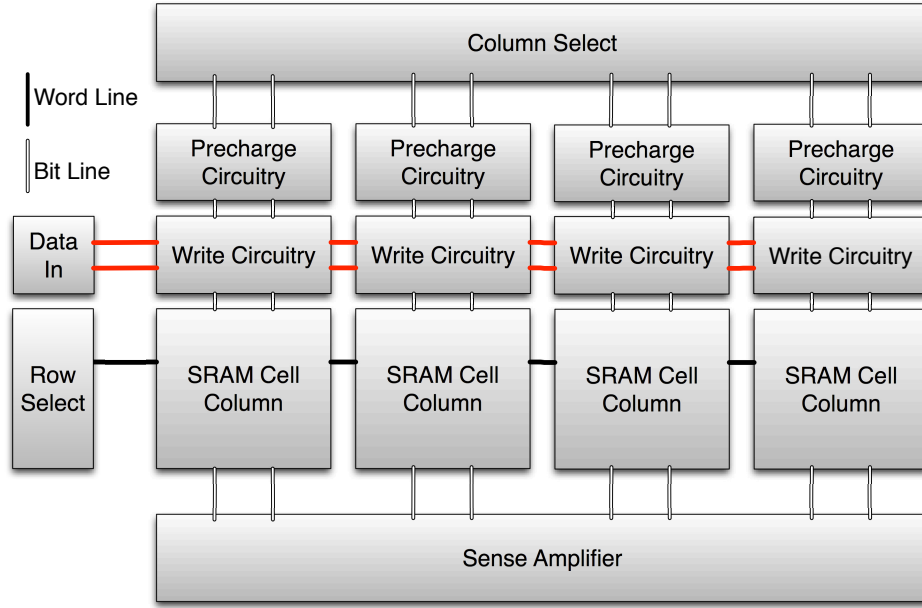 Column Select
Word Line
Bit Line
Precharge
Circuitry
Precharge
Circuitry
Precharge
Circuitry
Precharge
Circuitry
Data
In
Write Circuitry
Write Circuitry
Write Circuitry
Write Circuitry
Row
Select
SRAM Cell
Column
SRAM Cell
Column
SRAM Cell
Column
SRAM Cell
Column
Sense Amplifier